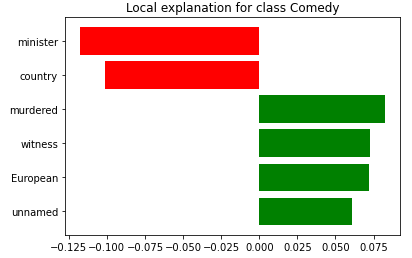 Local explanation for class Comedy
minister
country
murdered
witness
European
unnamed
−0.125 −0.100 −0.075 −0.050 −0.025 0.000 0.025 0.050 0.075